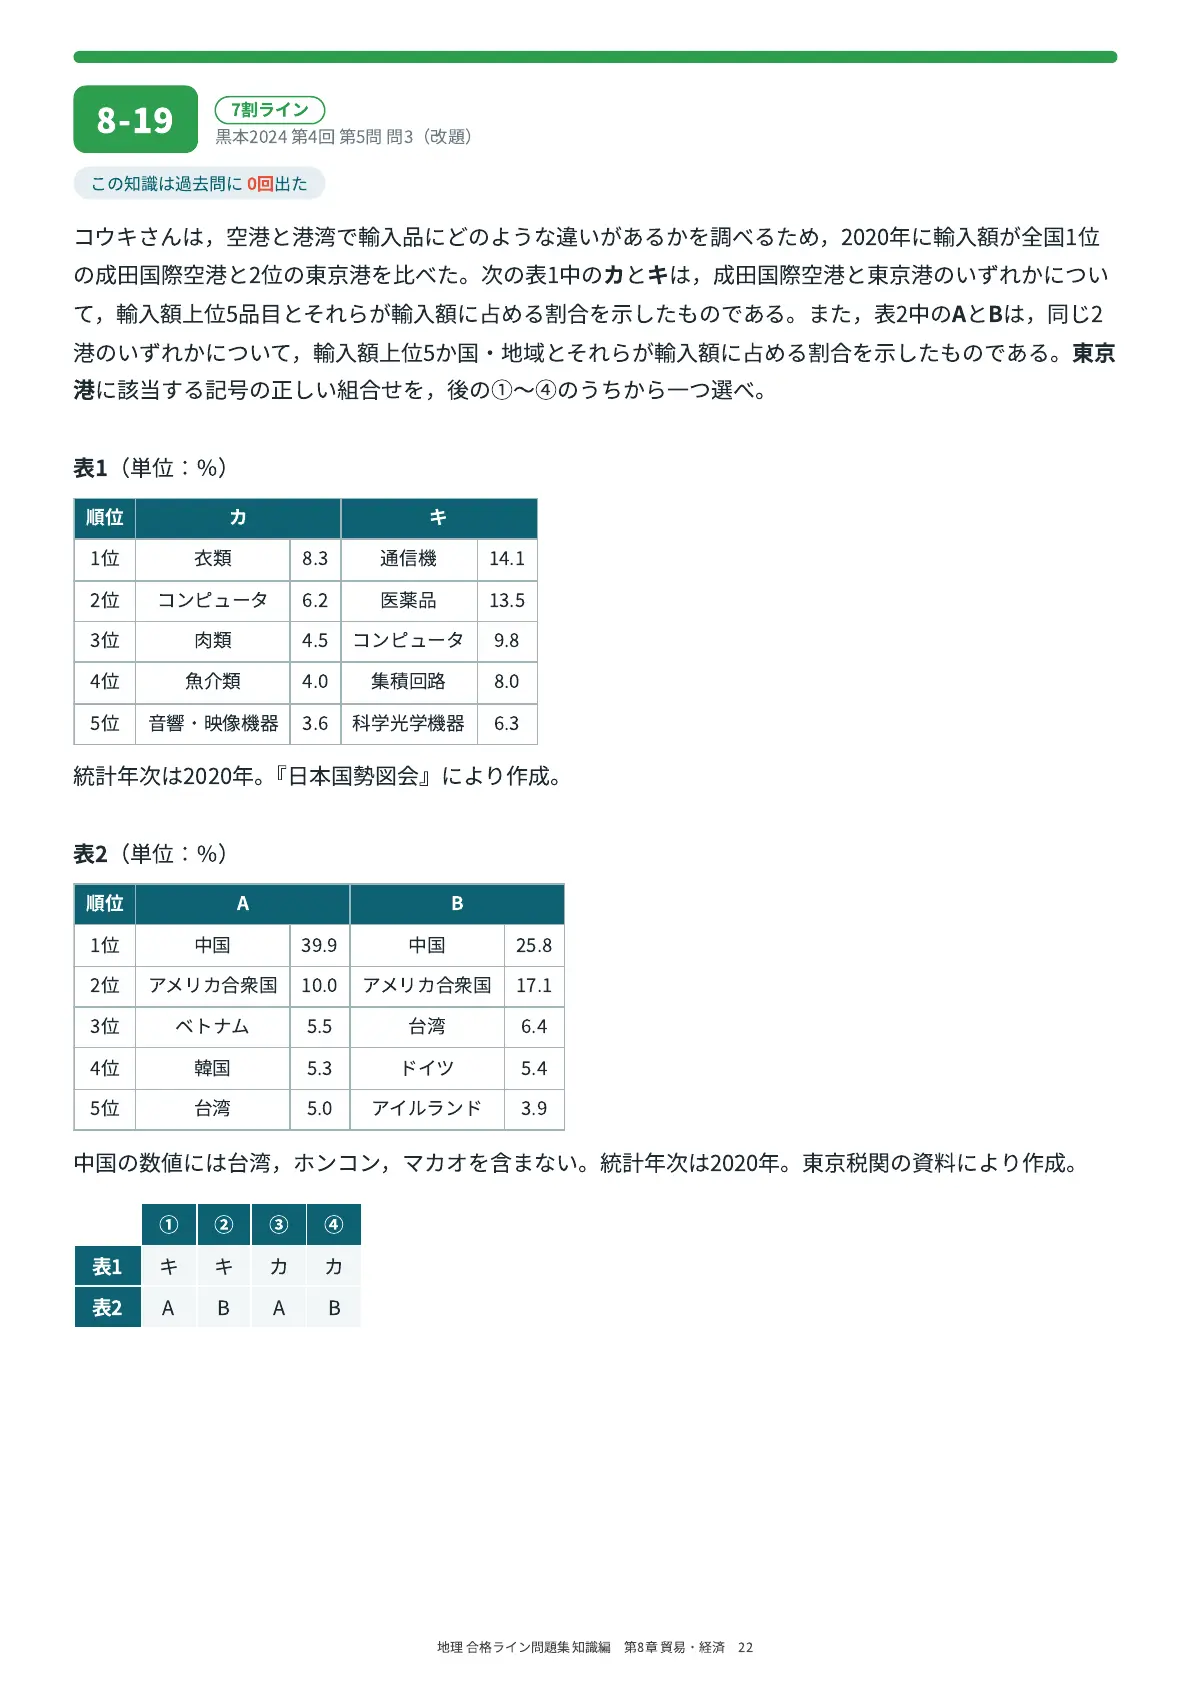 8-19
7割ライン
黒本2024 第4回 第5問 問3（改題）
この知識は過去問に 0回出た
コウキさんは，空港と港湾で輸入品にどのような違いがあるかを調べるため，2020年に輸入額が全国1位
の成田国際空港と2位の東京港を比べた。次の表1中のカとキは，成田国際空港と東京港のいずれかについ
て，輸入額上位5品目とそれらが輸入額に占める割合を示したものである。また，表2中のAとBは，同じ2
港のいずれかについて，輸入額上位5か国・地域とそれらが輸入額に占める割合を示したものである。東京
港に該当する記号の正しい組合せを，後の①～④のうちから一つ選べ。
表1（単位：％）
順位 カ キ
1位 衣類 8.3 通信機 14.1
2位 コンピュータ 6.2 医薬品 13.5
3位 肉類 4.5 コンピュータ 9.8
4位 魚介類 4.0 集積回路 8.0
5位 音響・映像機器 3.6 科学光学機器 6.3
統計年次は2020年。『日本国勢図会』により作成。
表2（単位：％）
順位 A B
1位 中国 39.9 中国 25.8
2位 アメリカ合衆国 10.0 アメリカ合衆国 17.1
3位 ベトナム 5.5 台湾 6.4
4位 韓国 5.3 ドイツ 5.4
5位 台湾 5.0 アイルランド 3.9
中国の数値には台湾，ホンコン，マカオを含まない。統計年次は2020年。東京税関の資料により作成。
① ② ③ ④
表1 キ キ カ カ
表2 A B A B
地理 合格ライン問題集 知識編 第8章 貿易・経済 22